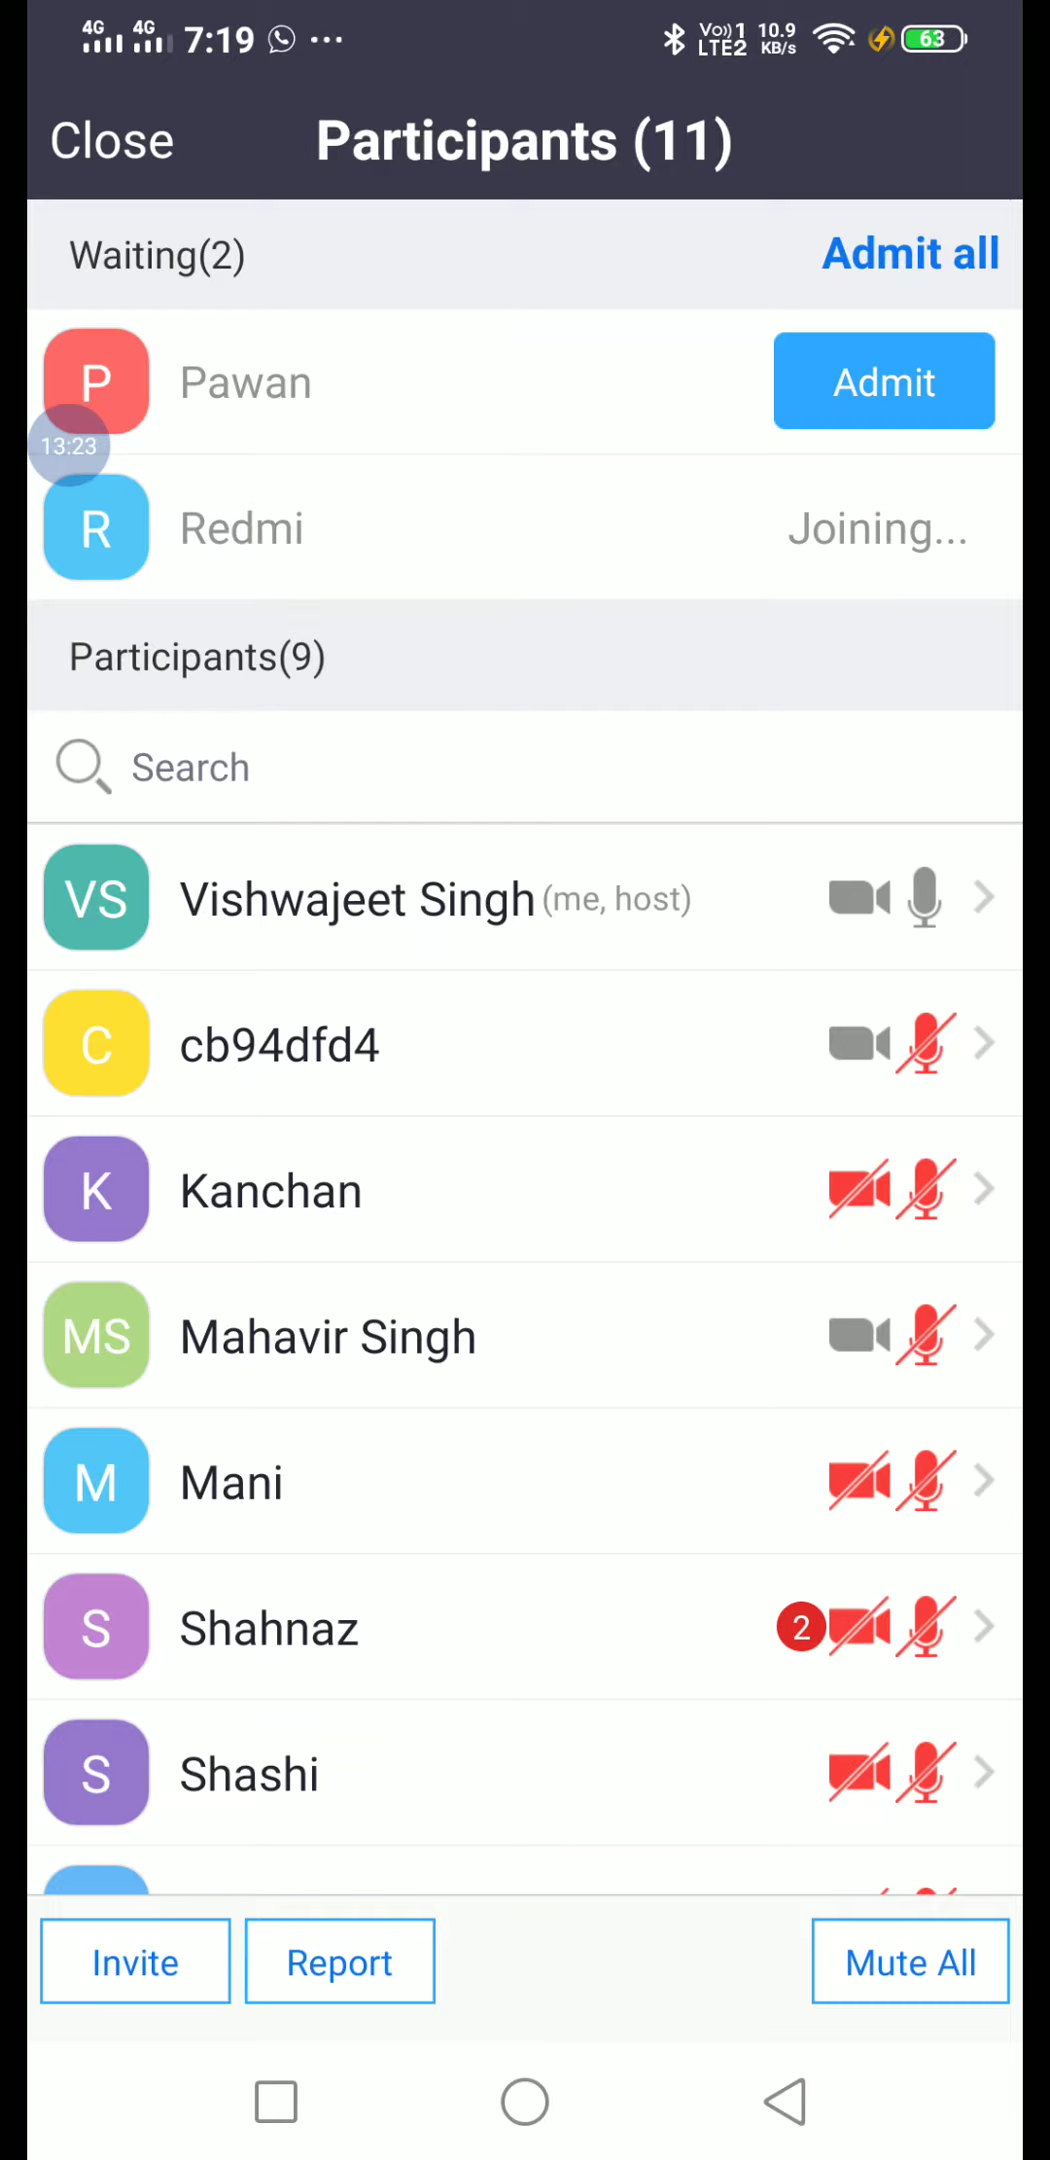 4G 4G 7:19 ... Vo))1 LTE2 10.9 KB/s 63
Close Participants (11)
Waiting(2) Admit all
P Pawan Admit
13:23
R Redmi Joining...
Participants(9)
Search
VS Vishwajeet Singh (me, host)
C cb94dfd4
K Kanchan
MS Mahavir Singh
M Mani
S Shahnaz 2
S Shashi
Invite Report Mute All